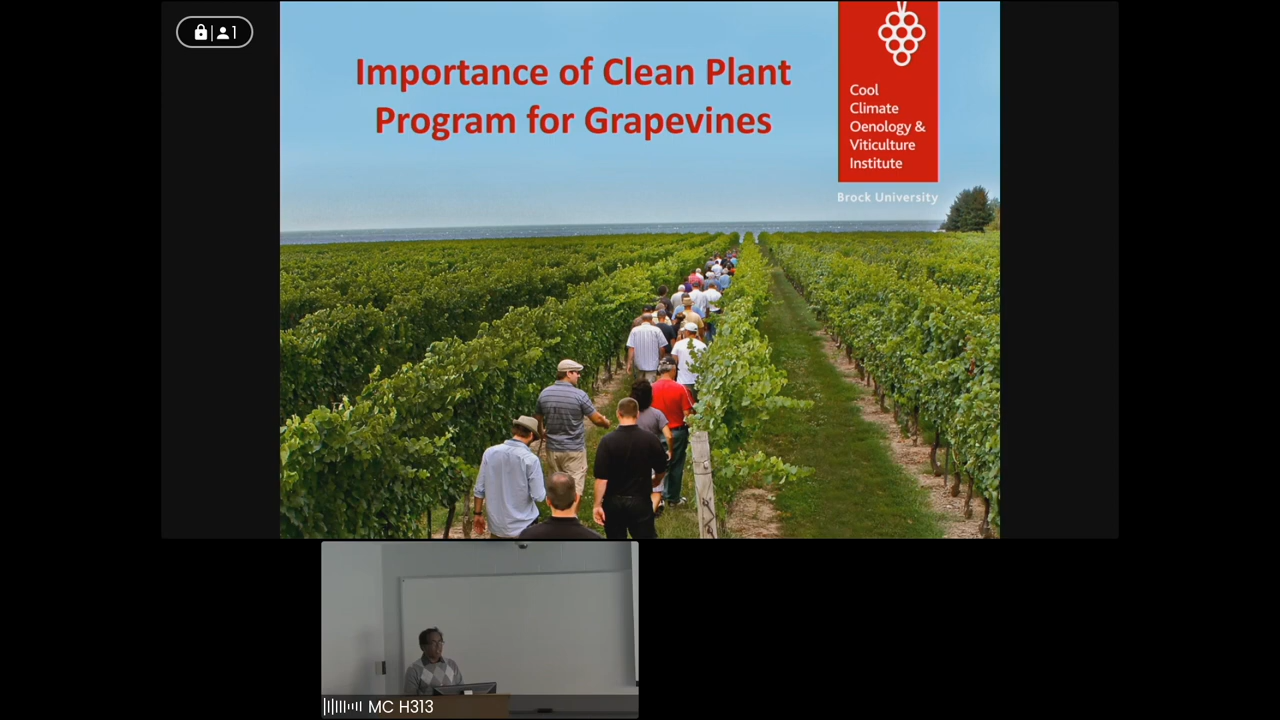 1
Importance of Clean Plant
Program for Grapevines
Cool
Climate
Oenology &
Viticulture
Institute
Brock University
MC H313